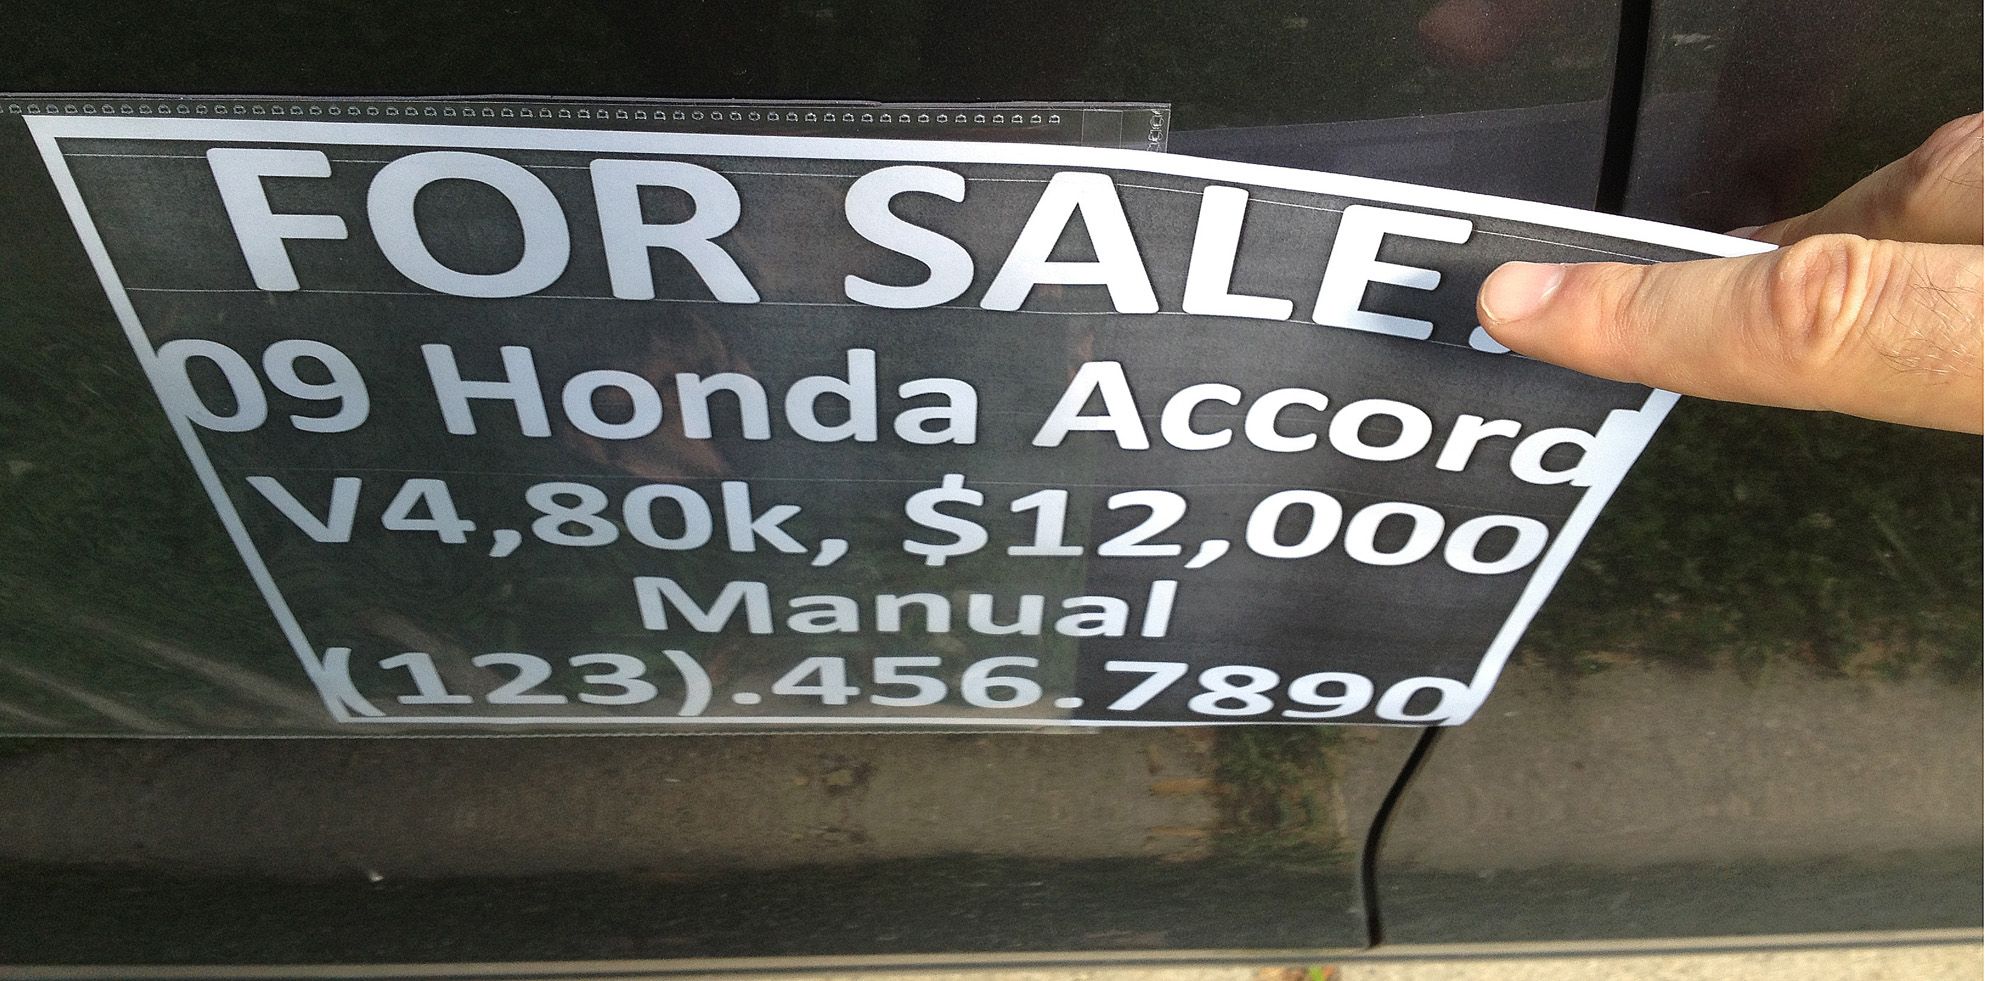 FOR SALE.
09 Honda Accord
V4,80k, $12,000
Manual
(123).456.7890